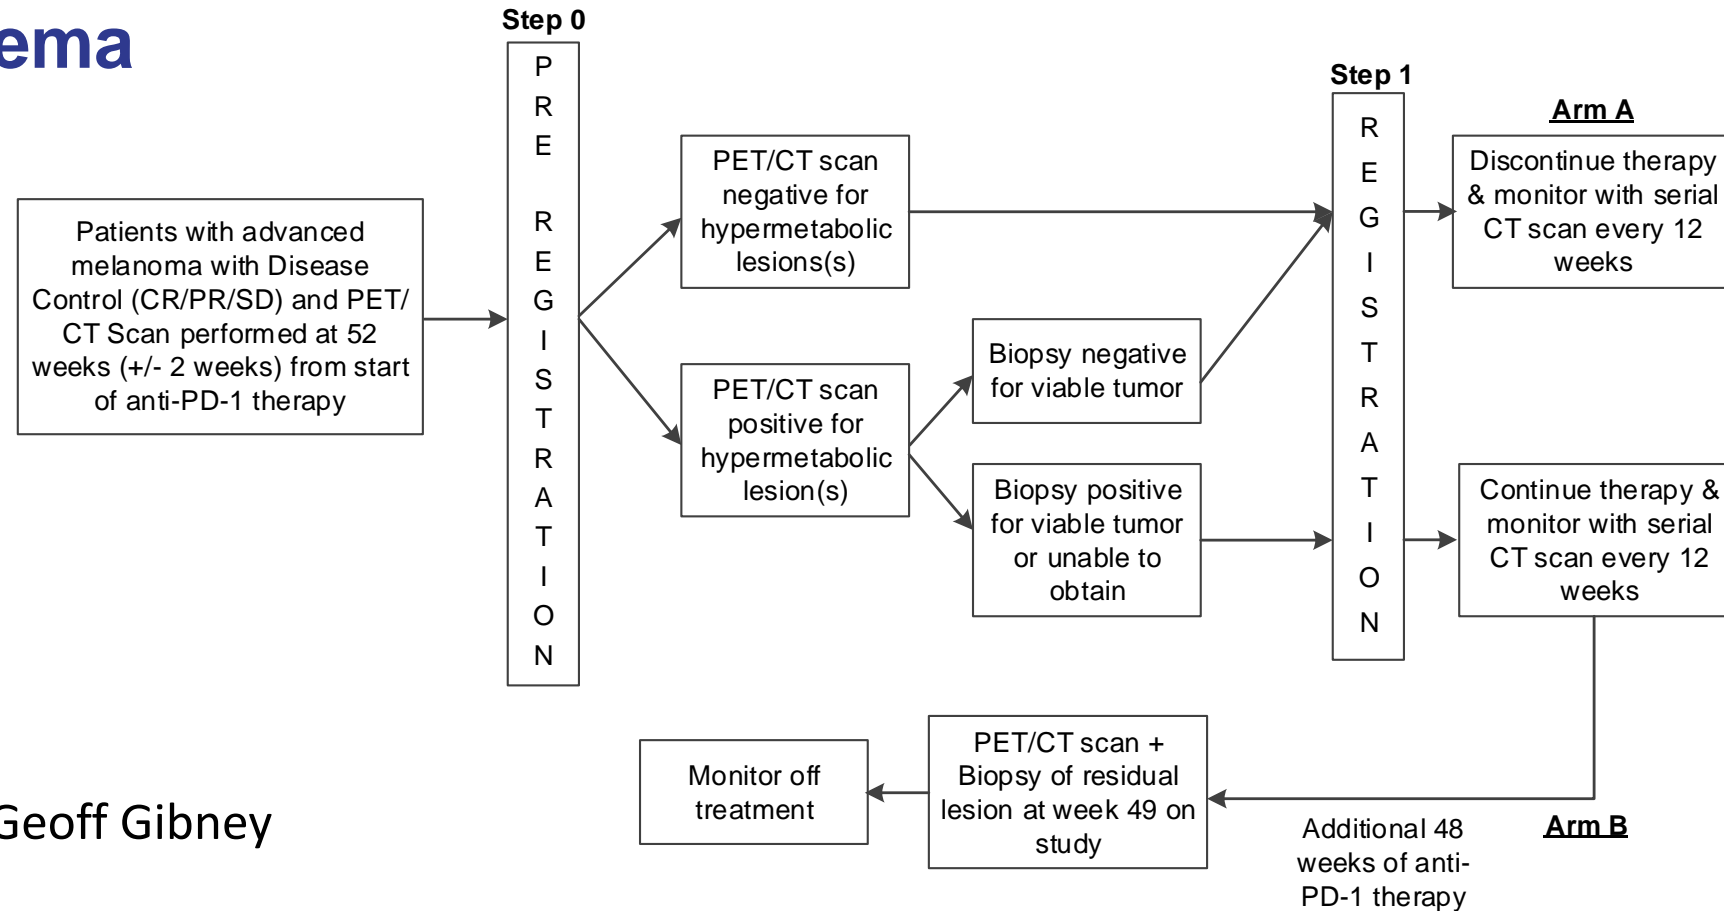 ema
Step 0
P
R
E
R
E
G
I
S
T
R
A
T
I
O
N
Patients with advanced
melanoma with Disease
Control (CR/PR/SD) and PET/
CT Scan performed at 52
weeks (+/- 2 weeks) from start
of anti-PD-1 therapy
PET/CT scan
negative for
hypermetabolic
lesions(s)
PET/CT scan
positive for
hypermetabolic
lesion(s)
Biopsy negative
for viable tumor
Biopsy positive
for viable tumor
or unable to
obtain
Step 1
R
E
G
I
S
T
R
A
T
I
O
N
Arm A
Discontinue therapy
& monitor with serial
CT scan every 12
weeks
Continue therapy &
monitor with serial
CT scan every 12
weeks
Arm B
Additional 48
weeks of anti-
PD-1 therapy
PET/CT scan +
Biopsy of residual
lesion at week 49 on
study
Monitor off
treatment
Geoff Gibney